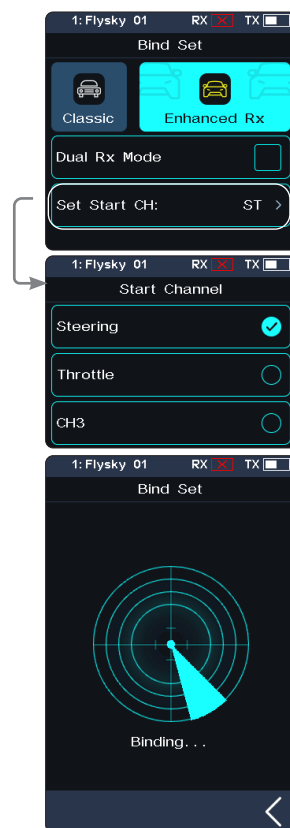 1: Flysky 01 RX TX
Bind Set
Classic Enhanced Rx
Dual Rx Mode
Set Start CH: ST >
1: Flysky 01 RX TX
Start Channel
Steering
Throttle
CH3
1: Flysky 01 RX TX
Bind Set
Binding...